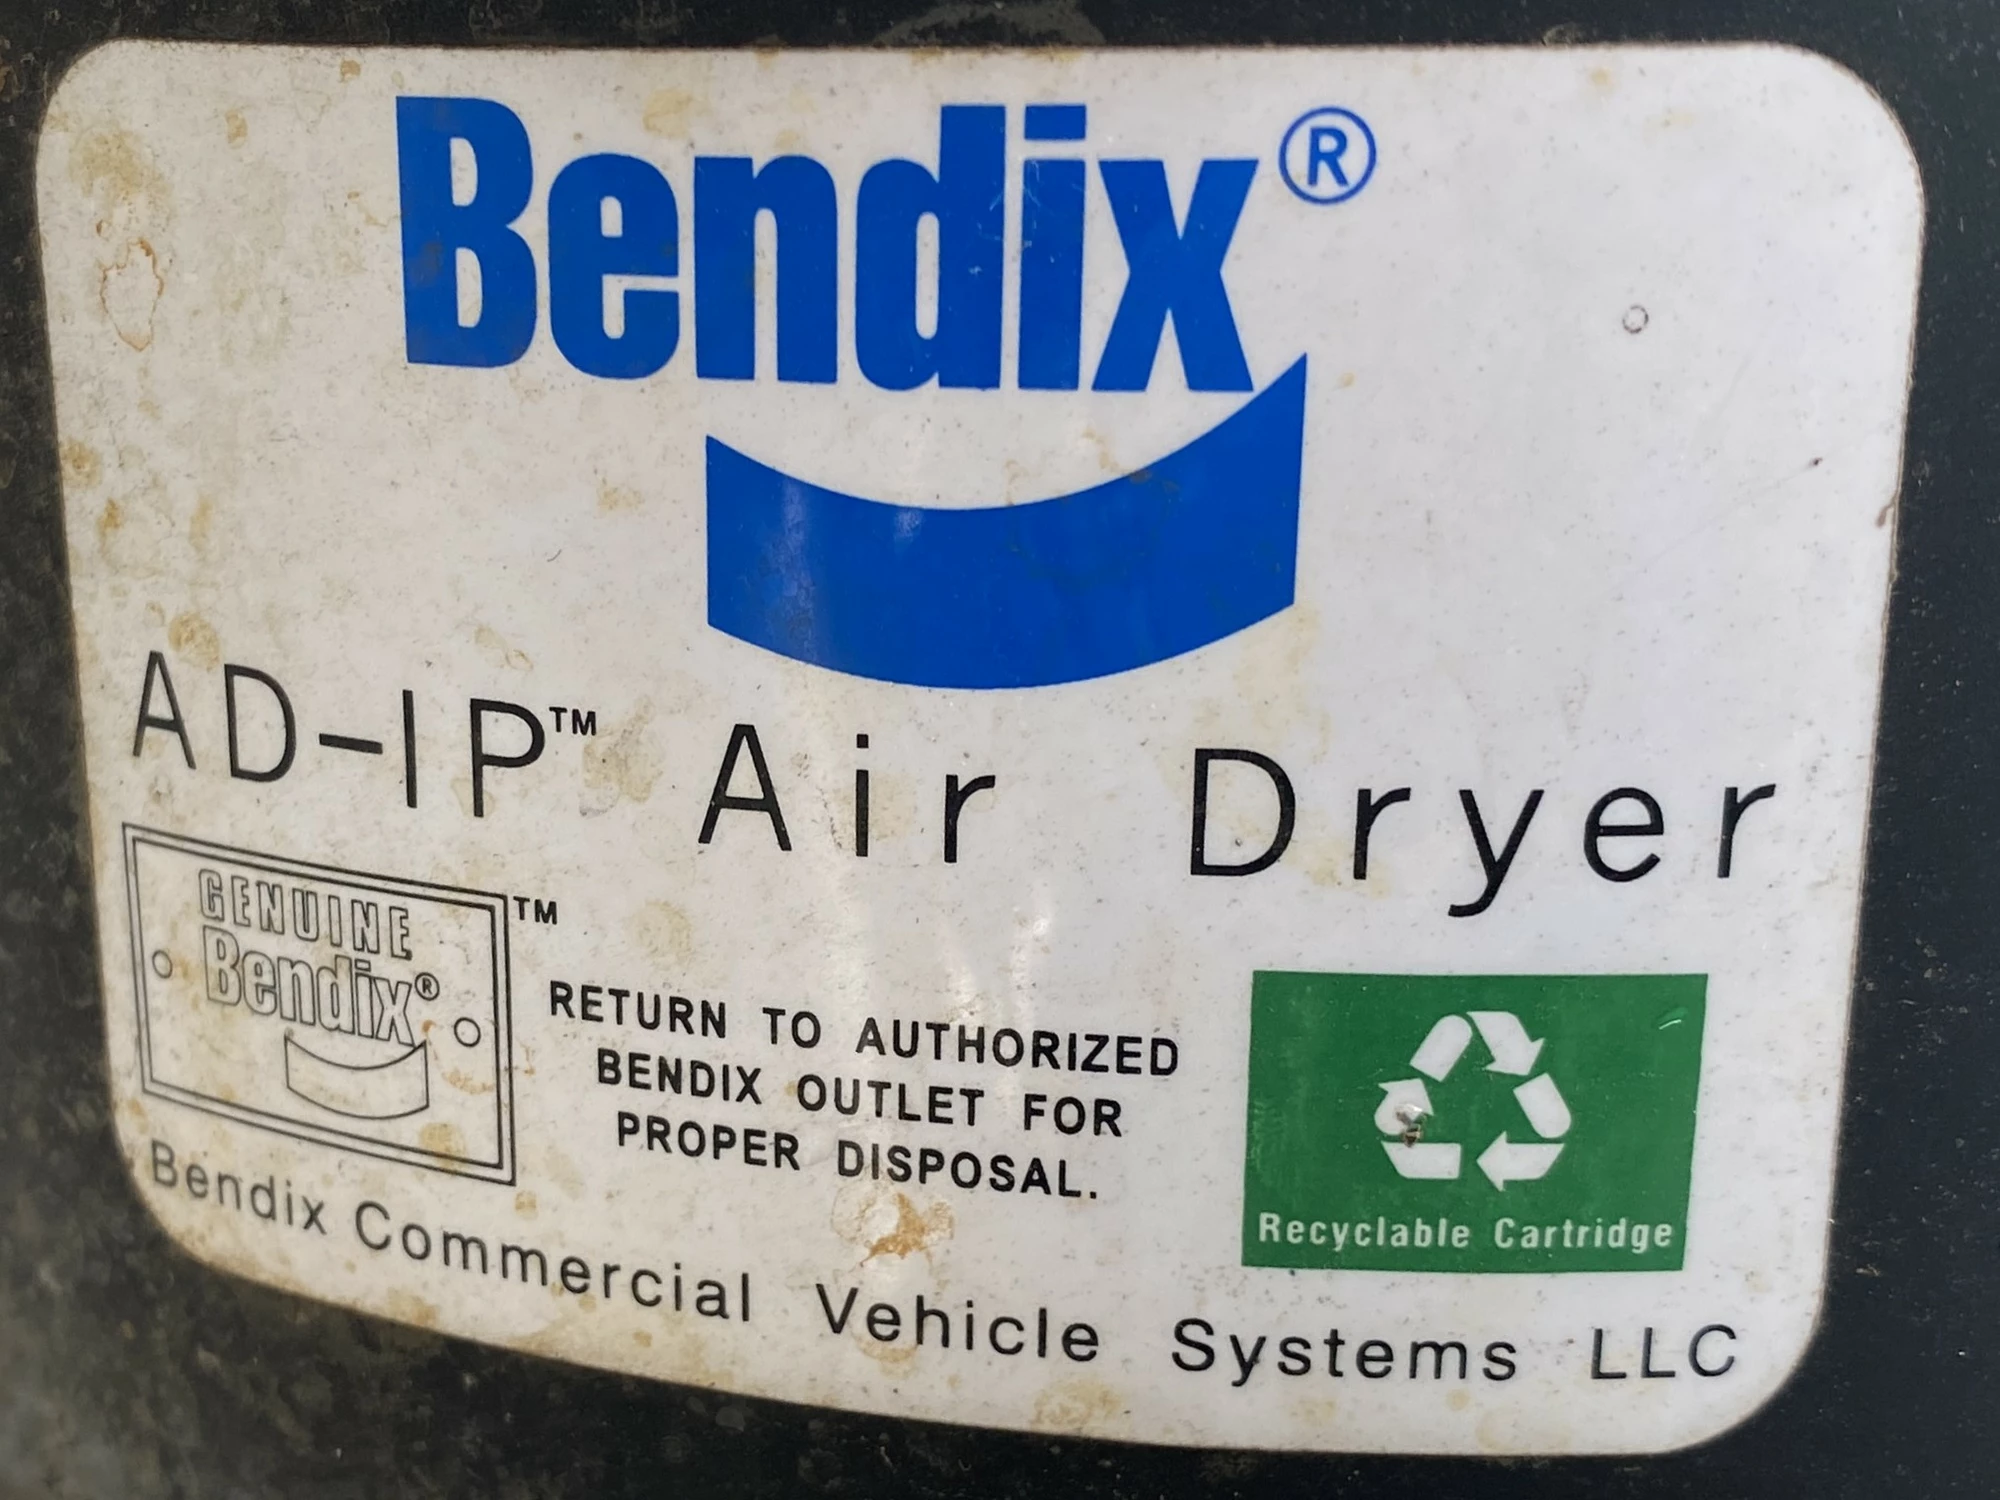 Bendix®
AD-IP™ Air Dryer
GENUINE
Bendix®
™
RETURN TO AUTHORIZED
BENDIX OUTLET FOR
PROPER DISPOSAL.
Recyclable Cartridge
Bendix Commercial Vehicle Systems LLC